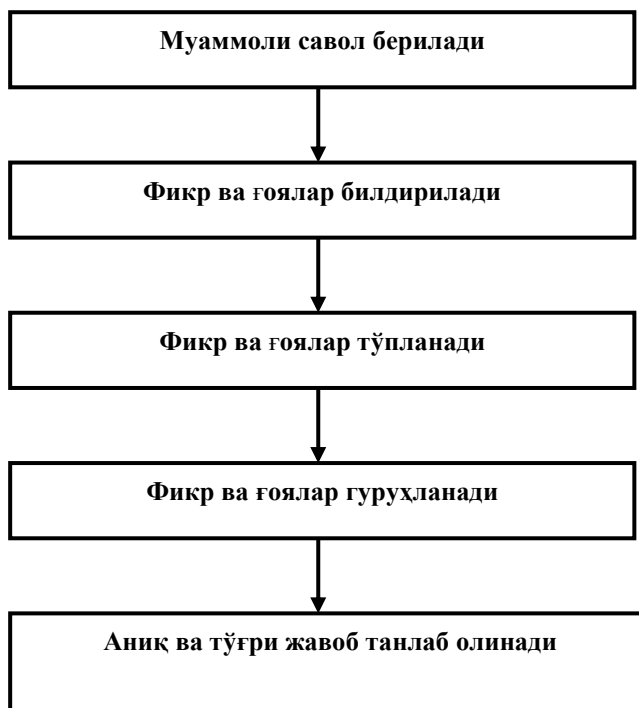 Муаммоли савол берилади
Фикр ва ғоялар билдирилади
Фикр ва ғоялар тўпланади
Фикр ва ғоялар гуруҳланади
Аниқ ва тўғри жавоб танлаб олинади